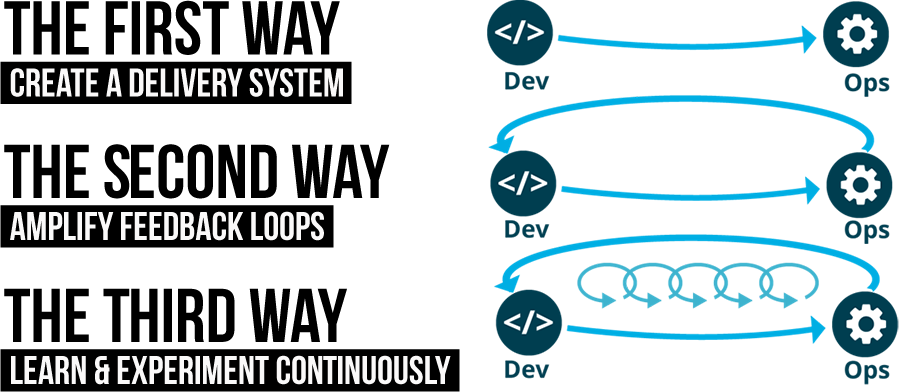 THE FIRST WAY
CREATE A DELIVERY SYSTEM
</>
Dev
Ops
THE SECOND WAY
AMPLIFY FEEDBACK LOOPS
</>
Dev
Ops
THE THIRD WAY
LEARN & EXPERIMENT CONTINUOUSLY
</>
Dev
Ops